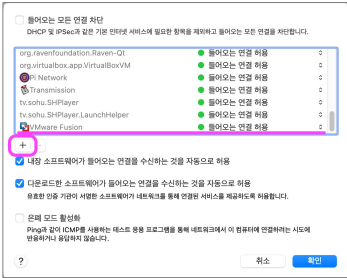 들어오는 모든 연결 차단
DHCP 및 IPSec과 같은 기본 인터넷 서비스에 필요한 항목을 제외하고 들어오는 모든 연결을 차단합니다.
org.ravenfoundation.Raven-Qt 들어오는 연결 허용
org.virtualbox.app.VirtualBoxVM 들어오는 연결 허용
Pi Network 들어오는 연결 허용
Transmission 들어오는 연결 허용
tv.sohu.SHPlayer 들어오는 연결 허용
tv.sohu.SHPlayer.LaunchHelper 들어오는 연결 허용
VMware Fusion 들어오는 연결 허용
+
내장 소프트웨어가 들어오는 연결을 수신하는 것을 자동으로 허용
다운로드한 소프트웨어가 들어오는 연결을 수신하는 것을 자동으로 허용
유효한 인증 기관이 서명한 소프트웨어가 네트워크를 통해 연결된 서비스를 제공하도록 허용합니다.
은폐 모드 활성화
Ping과 같이 ICMP를 사용하는 테스트 응용 프로그램을 통해 네트워크에서 이 컴퓨터에 연결하려는 시도에
반응하거나 응답하지 않습니다.
? 취소 확인